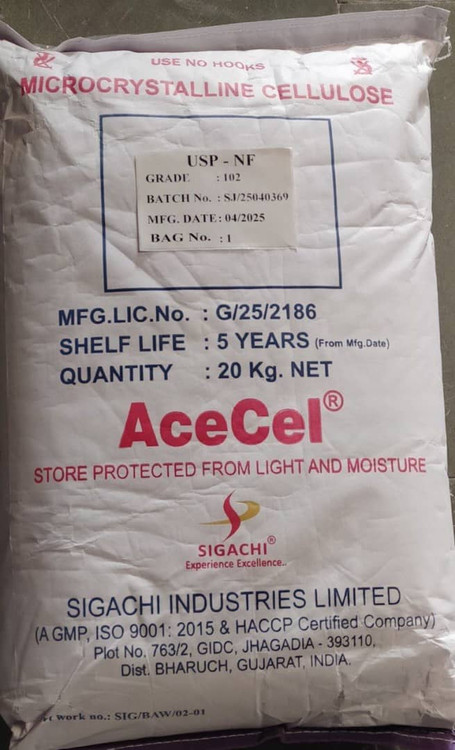 USE NO HOOKS
MICROCRYSTALLINE CELLULOSE
USP - NF
GRADE : 102
BATCH No. : SJ/25040369
MFG. DATE : 04/2025
BAG No. : 1
MFG.LIC.No. : G/25/2186
SHELF LIFE : 5 YEARS (From Mfg.Date)
QUANTITY : 20 Kg. NET
AceCel®
STORE PROTECTED FROM LIGHT AND MOISTURE
SIGACHI®
Experience Excellence..
SIGACHI INDUSTRIES LIMITED
(A GMP, ISO 9001: 2015 & HACCP Certified Company)
Plot No. 763/2, GIDC, JHAGADIA - 393110,
Dist. BHARUCH, GUJARAT, INDIA.
work no.: SIG/BAW/02-01